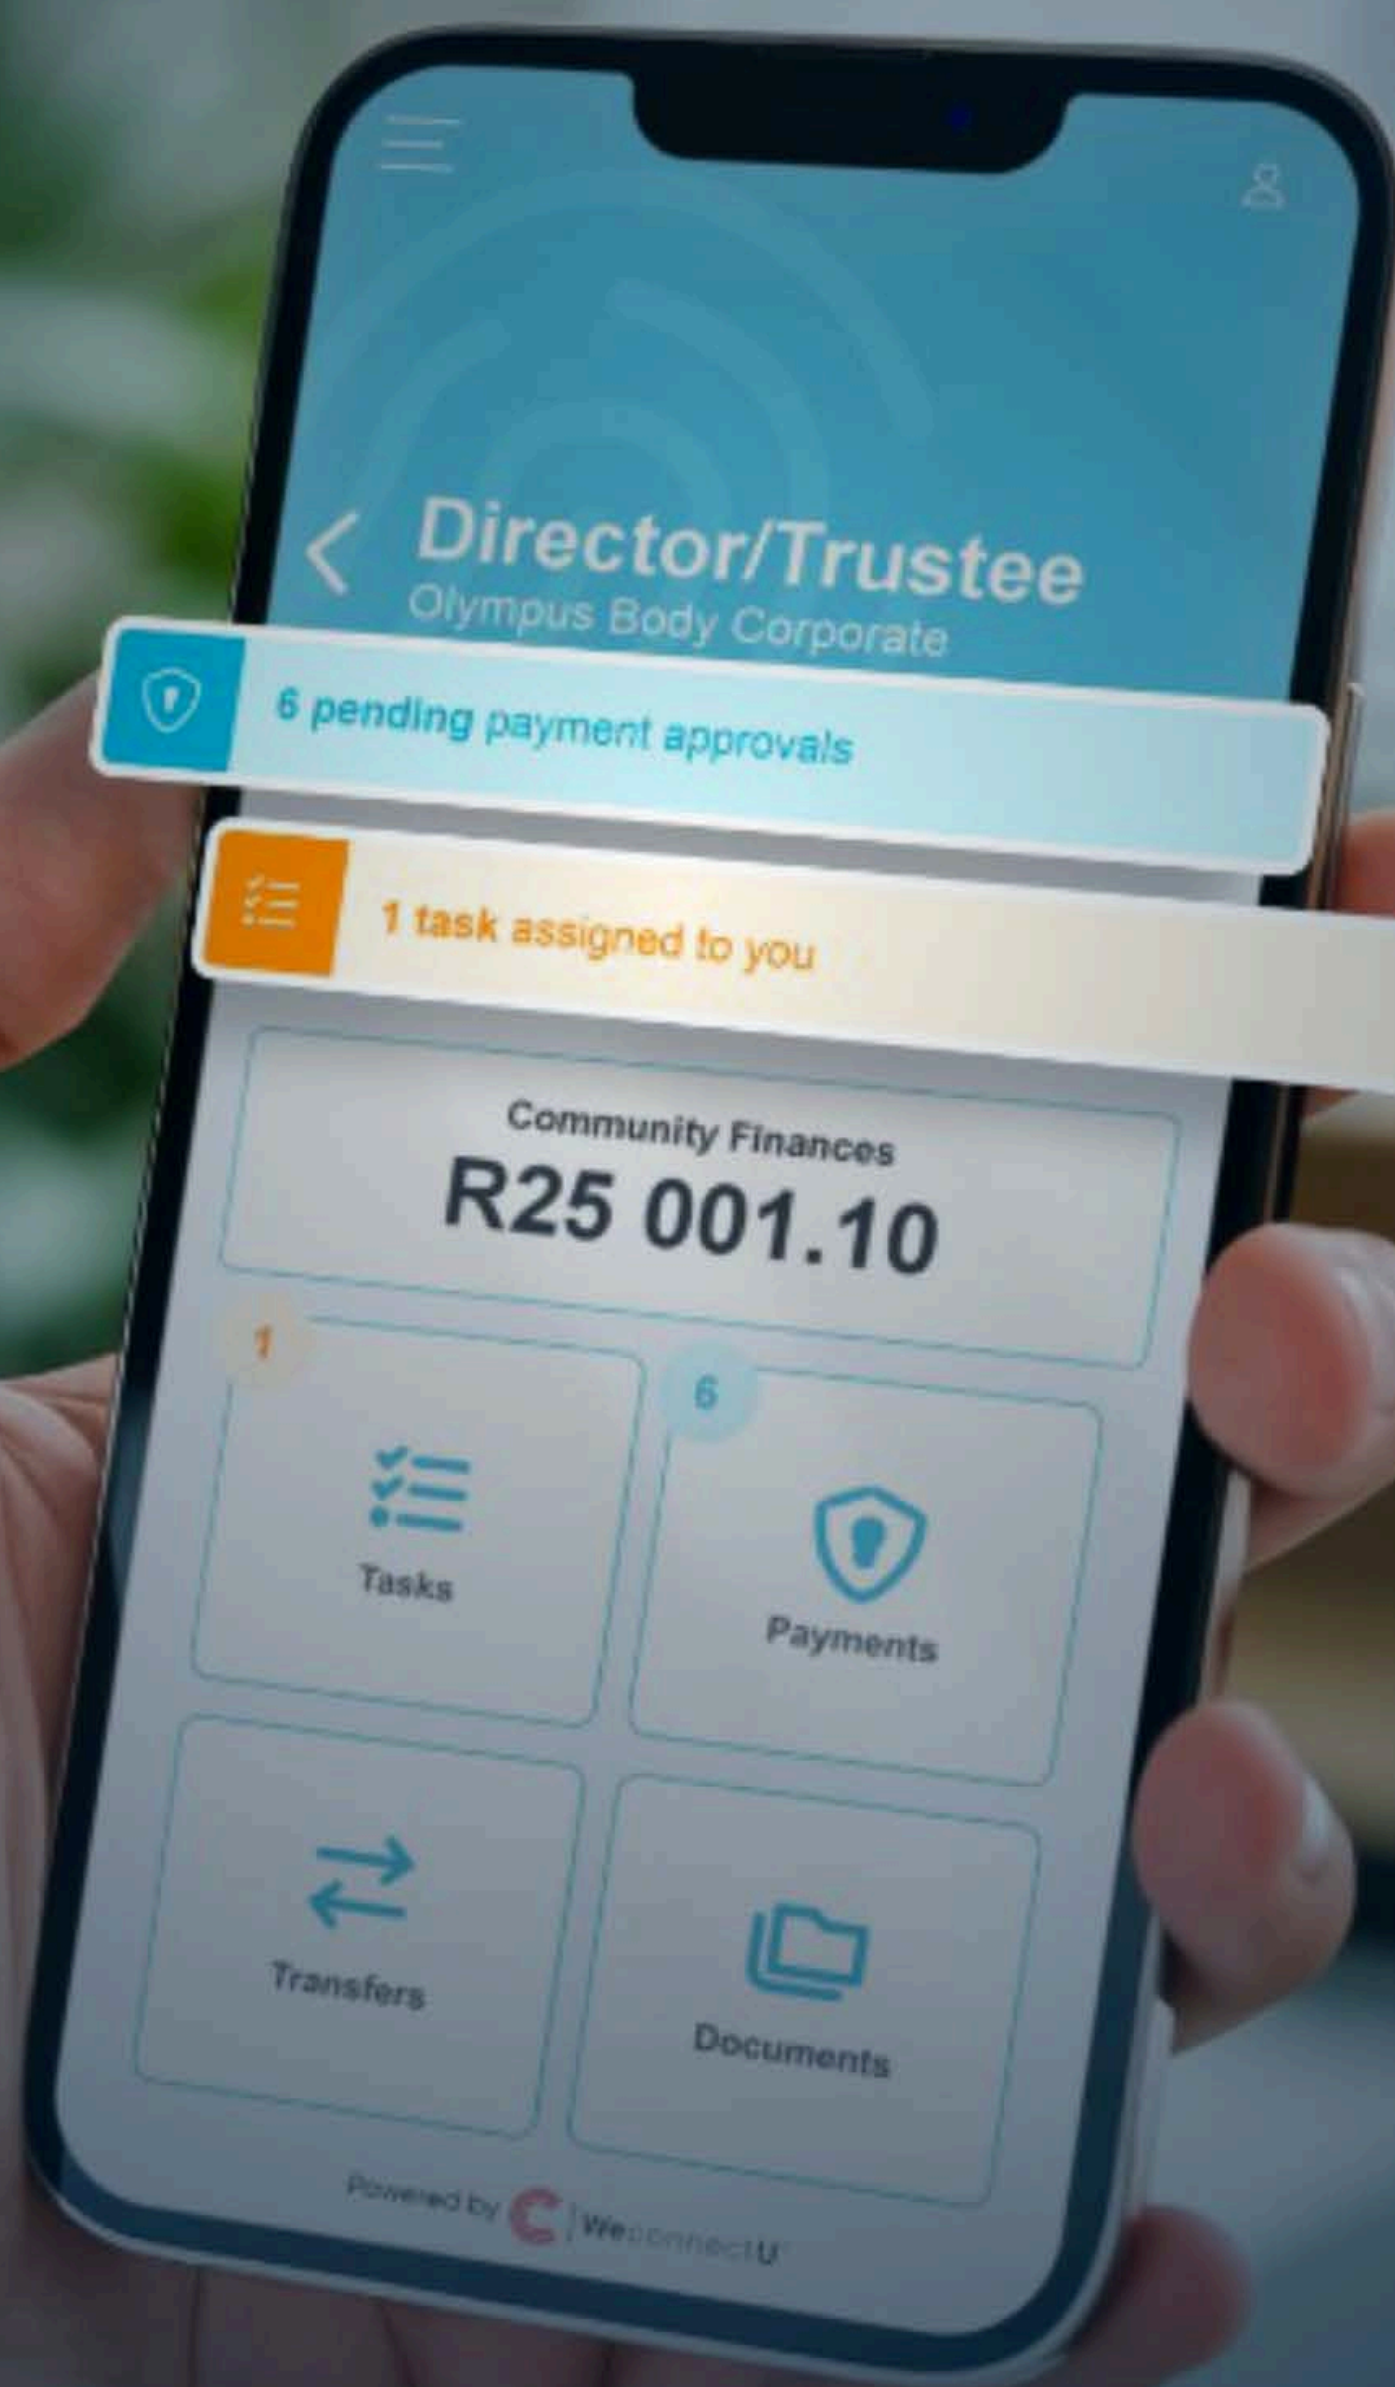 Director/Trustee
Olympus Body Corporate
6 pending payment approvals
1 task assigned to you
Community Finances
R25 001.10
1
6
Tasks
Payments
Transfers
Documents
Powered by C | WeconnectU